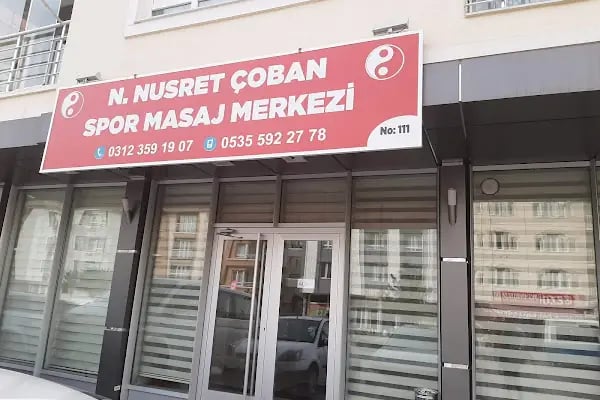 N. NUSRET ÇOBAN
SPOR MASAJ MERKEZİ
0312 359 19 07 0535 592 27 78
No: 111